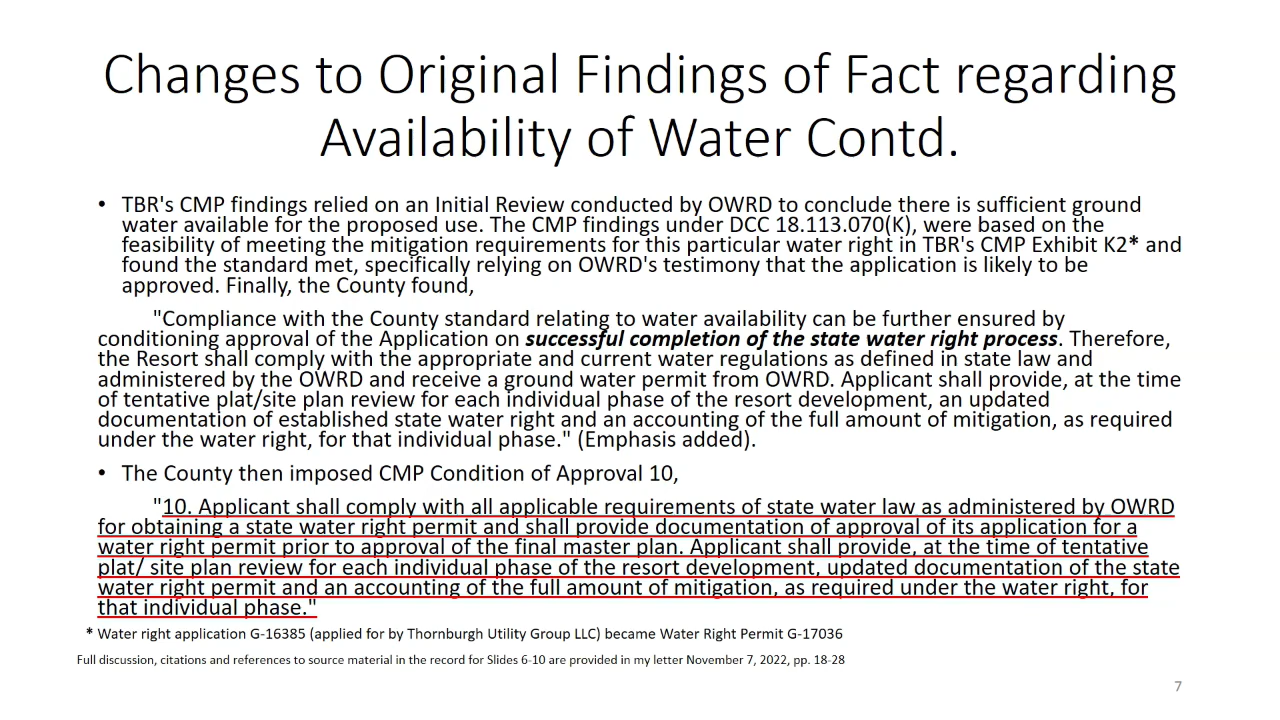 Changes to Original Findings of Fact regarding
Availability of Water Contd.
• TBR's CMP findings relied on an Initial Review conducted by OWRD to conclude there is sufficient ground
water available for the proposed use. The CMP findings under DCC 18.113.070(K), were based on the
feasibility of meeting the mitigation requirements for this particular water right in TBR's CMP Exhibit K2* and
found the standard met, specifically relying on OWRD's testimony that the application is likely to be
approved. Finally, the County found,
"Compliance with the County standard relating to water availability can be further ensured by
conditioning approval of the Application on successful completion of the state water right process. Therefore,
the Resort shall comply with the appropriate and current water regulations as defined in state law and
administered by the OWRD and receive a ground water permit from OWRD. Applicant shall provide, at the time
of tentative plat/site plan review for each individual phase of the resort development, an updated
documentation of established state water right and an accounting of the full amount of mitigation, as required
under the water right, for that individual phase." (Emphasis added).
• The County then imposed CMP Condition of Approval 10,
"10. Applicant shall comply with all applicable requirements of state water law as administered by OWRD
for obtaining a state water right permit and shall provide documentation of approval of its application for a
water right permit prior to approval of the final master plan. Applicant shall provide, at the time of tentative
plat/ site plan review for each individual phase of the resort development, updated documentation of the state
water right permit and an accounting of the full amount of mitigation, as required under the water right, for
that individual phase."
* Water right application G-16385 (applied for by Thornburgh Utility Group LLC) became Water Right Permit G-17036
Full discussion, citations and references to source material in the record for Slides 6-10 are provided in my letter November 7, 2022, pp. 18-28
7